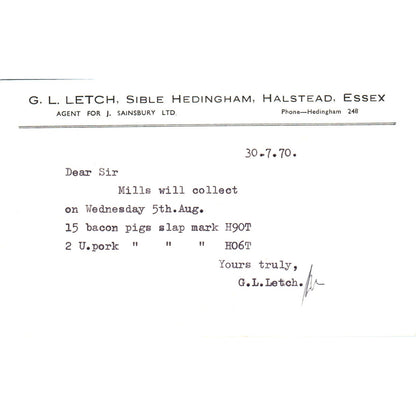 G. L. LETCH, SIBLE HEDINGHAM, HALSTEAD, ESSEX
AGENT FOR J. SAINSBURY LTD. Phone—Hedingham 248
30.7.70.
Dear Sir
Mills will collect
on Wednesday 5th.Aug.
15 bacon pigs slap mark H90T
2 U.pork " " " H06T
Yours truly,
G.L.Letch.